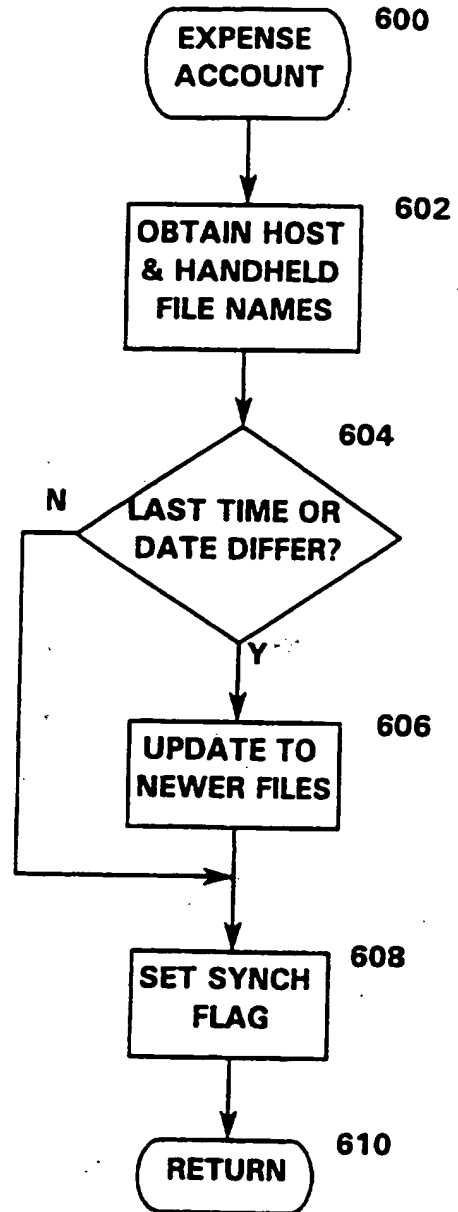 600
EXPENSE
ACCOUNT
602
OBTAIN HOST
& HANDHELD
FILE NAMES
604
N
LAST TIME OR
DATE DIFFER?
Y
606
UPDATE TO
NEWER FILES
608
SET SYNCH
FLAG
610
RETURN